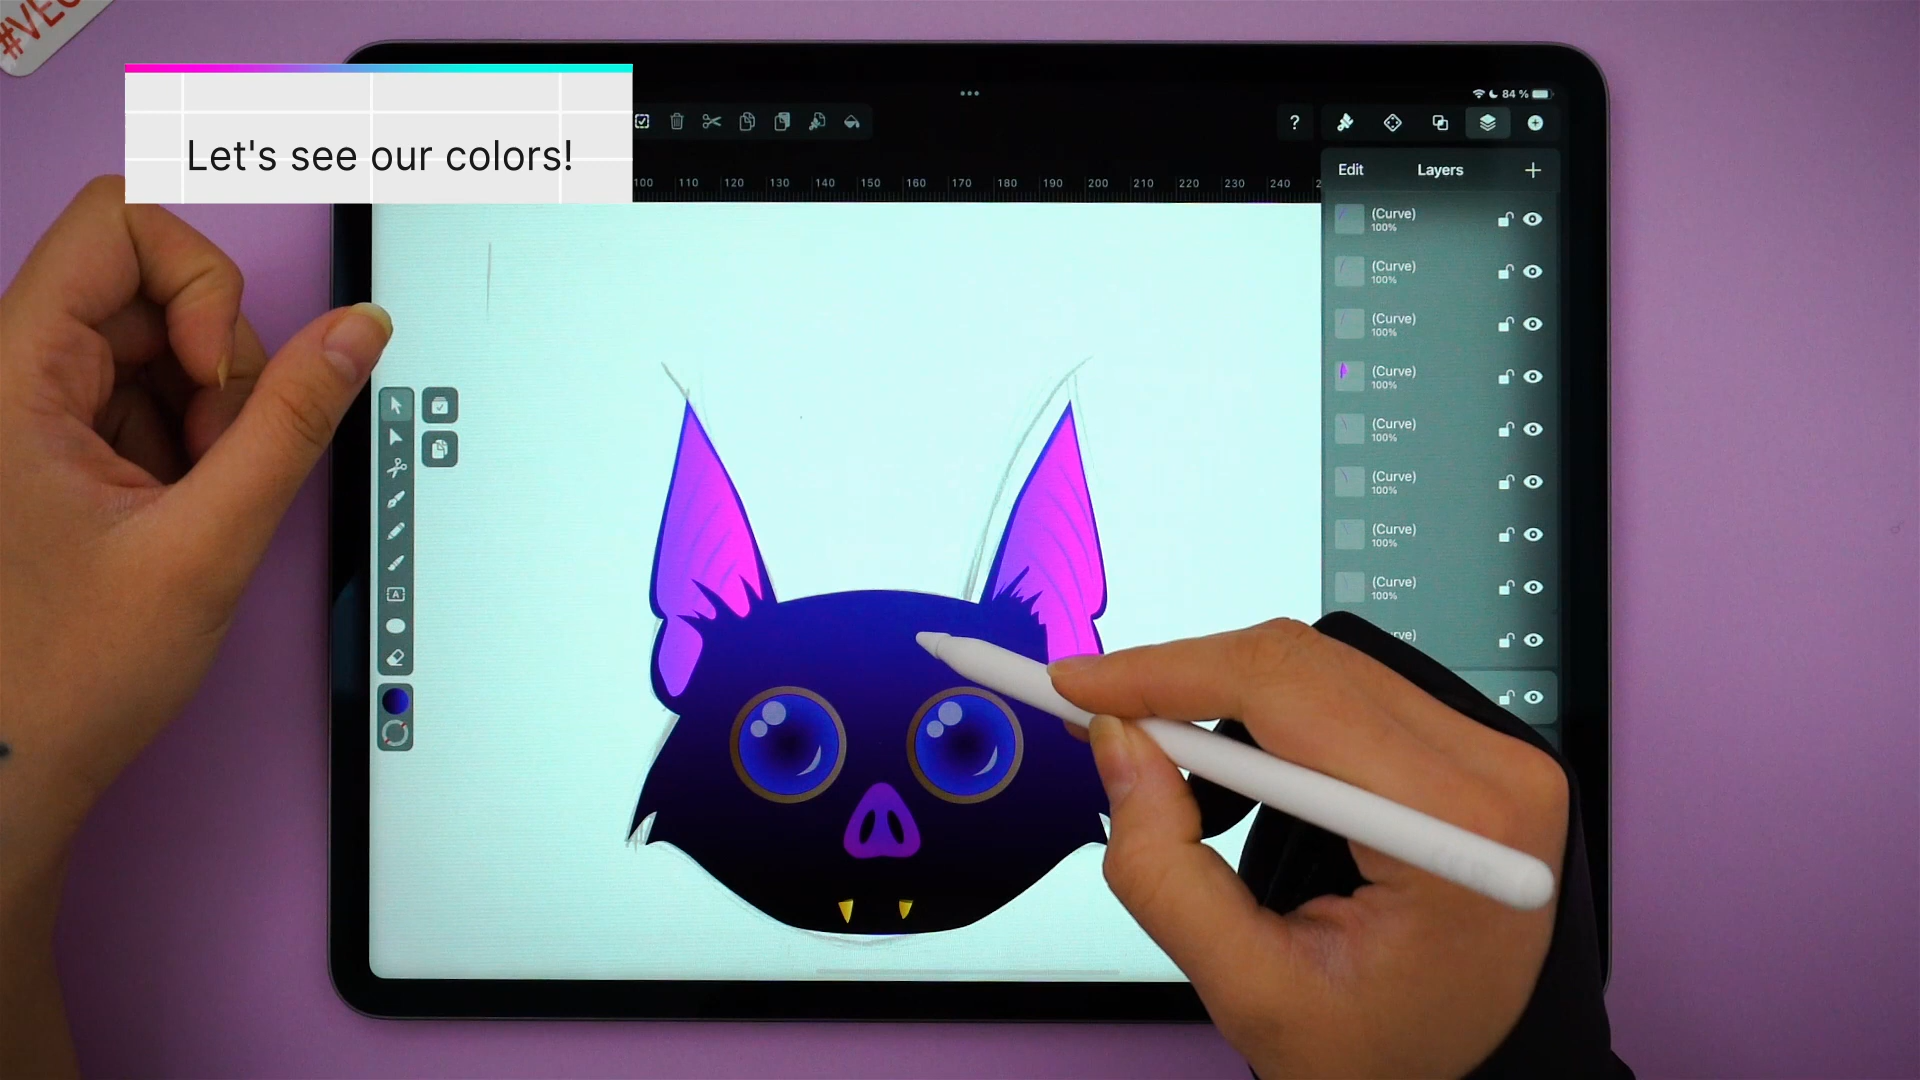 #VEC
Let's see our colors!
84 %
?
100 110 120 130 140 150 160 170 180 190 200 210 220 230 240
Edit Layers +
(Curve)
100%
(Curve)
100%
(Curve)
100%
(Curve)
100%
(Curve)
100%
(Curve)
100%
(Curve)
100%
(Curve)
100%
rve)
A